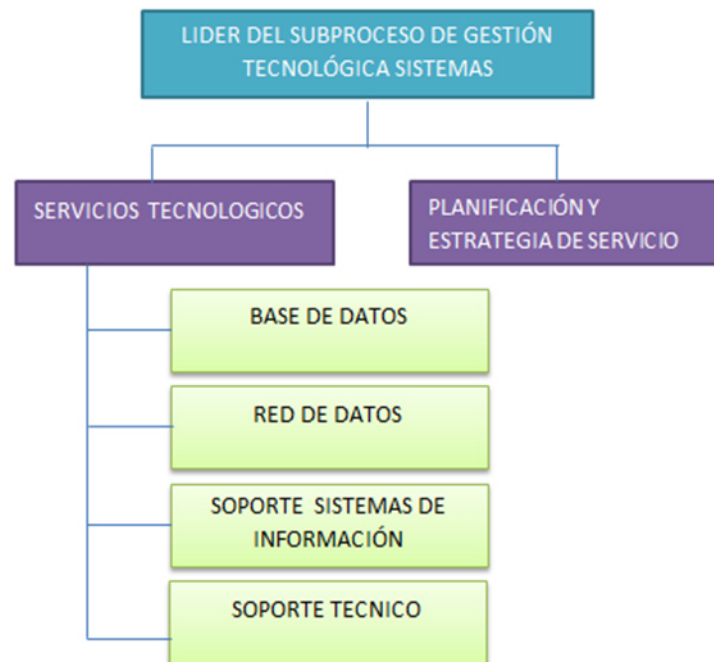 LIDER DEL SUBPROCESO DE GESTIÓN
TECNOLÓGICA SISTEMAS
SERVICIOS TECNOLOGICOS
PLANIFICACIÓN Y
ESTRATEGIA DE SERVICIO
BASE DE DATOS
RED DE DATOS
SOPORTE SISTEMAS DE
INFORMACIÓN
SOPORTE TECNICO